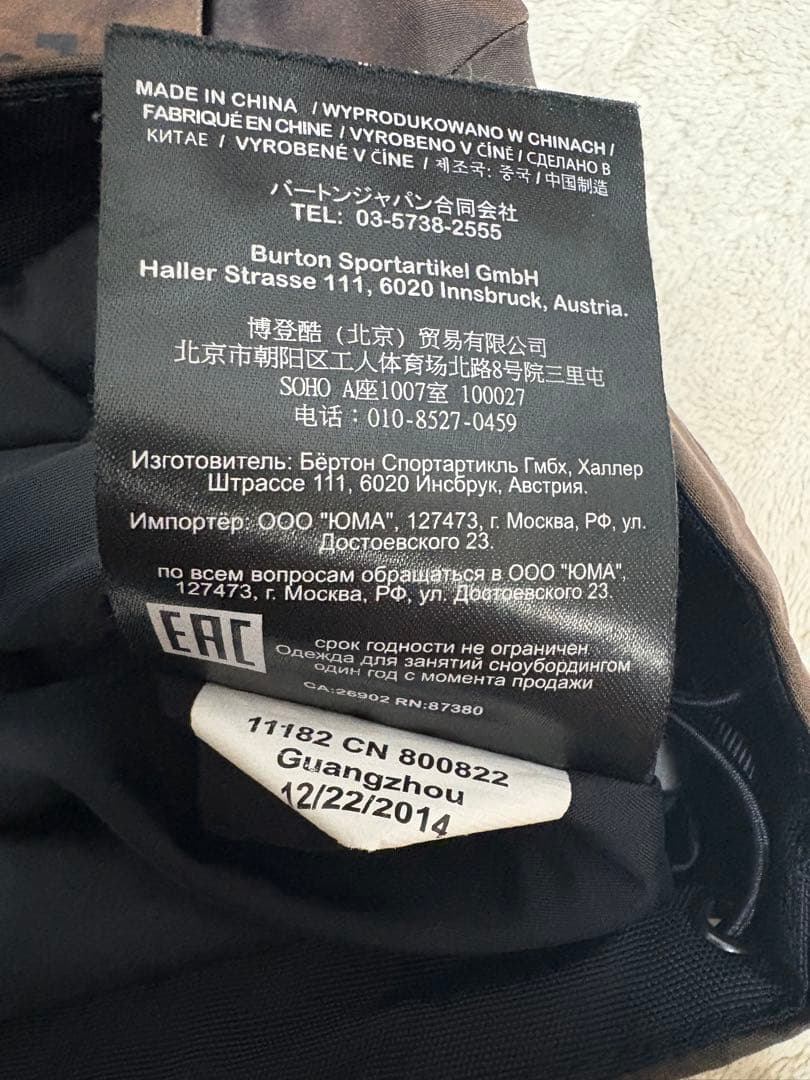 MADE IN CHINA / WYPRODUKOWANO W CHINACH /
FABRIQUÉ EN CHINE / VYROBENO V ČÍNĚ / СДЕЛАНО В
КИТАЕ / VYROBENÉ V ČÍNE / 제조국: 중국 / 中国制造
バートンジャパン合同会社
TEL: 03-5738-2555
Burton Sportartikel GmbH
Haller Strasse 111, 6020 Innsbruck, Austria.
博登酷（北京）贸易有限公司
北京市朝阳区工人体育场北路8号院三里屯
SOHO A座1007室 100027
电话：010-8527-0459
Изготовитель: Бёртон Спортартикль Гмбх, Халлер
Штрассе 111, 6020 Инсбрук, Австрия.
Импортёр: ООО "ЮМА", 127473, г. Москва, РФ, ул.
Достоевского 23.
по всем вопросам обращаться в ООО "ЮМА",
127473, г. Москва, РФ, ул. Достоевского 23.
EAC
срок годности не ограничен
Одежда для занятий сноубордингом
один год с момента продажи
CA:26902 RN:87380
11182 CN 800822
Guangzhou
12/22/2014